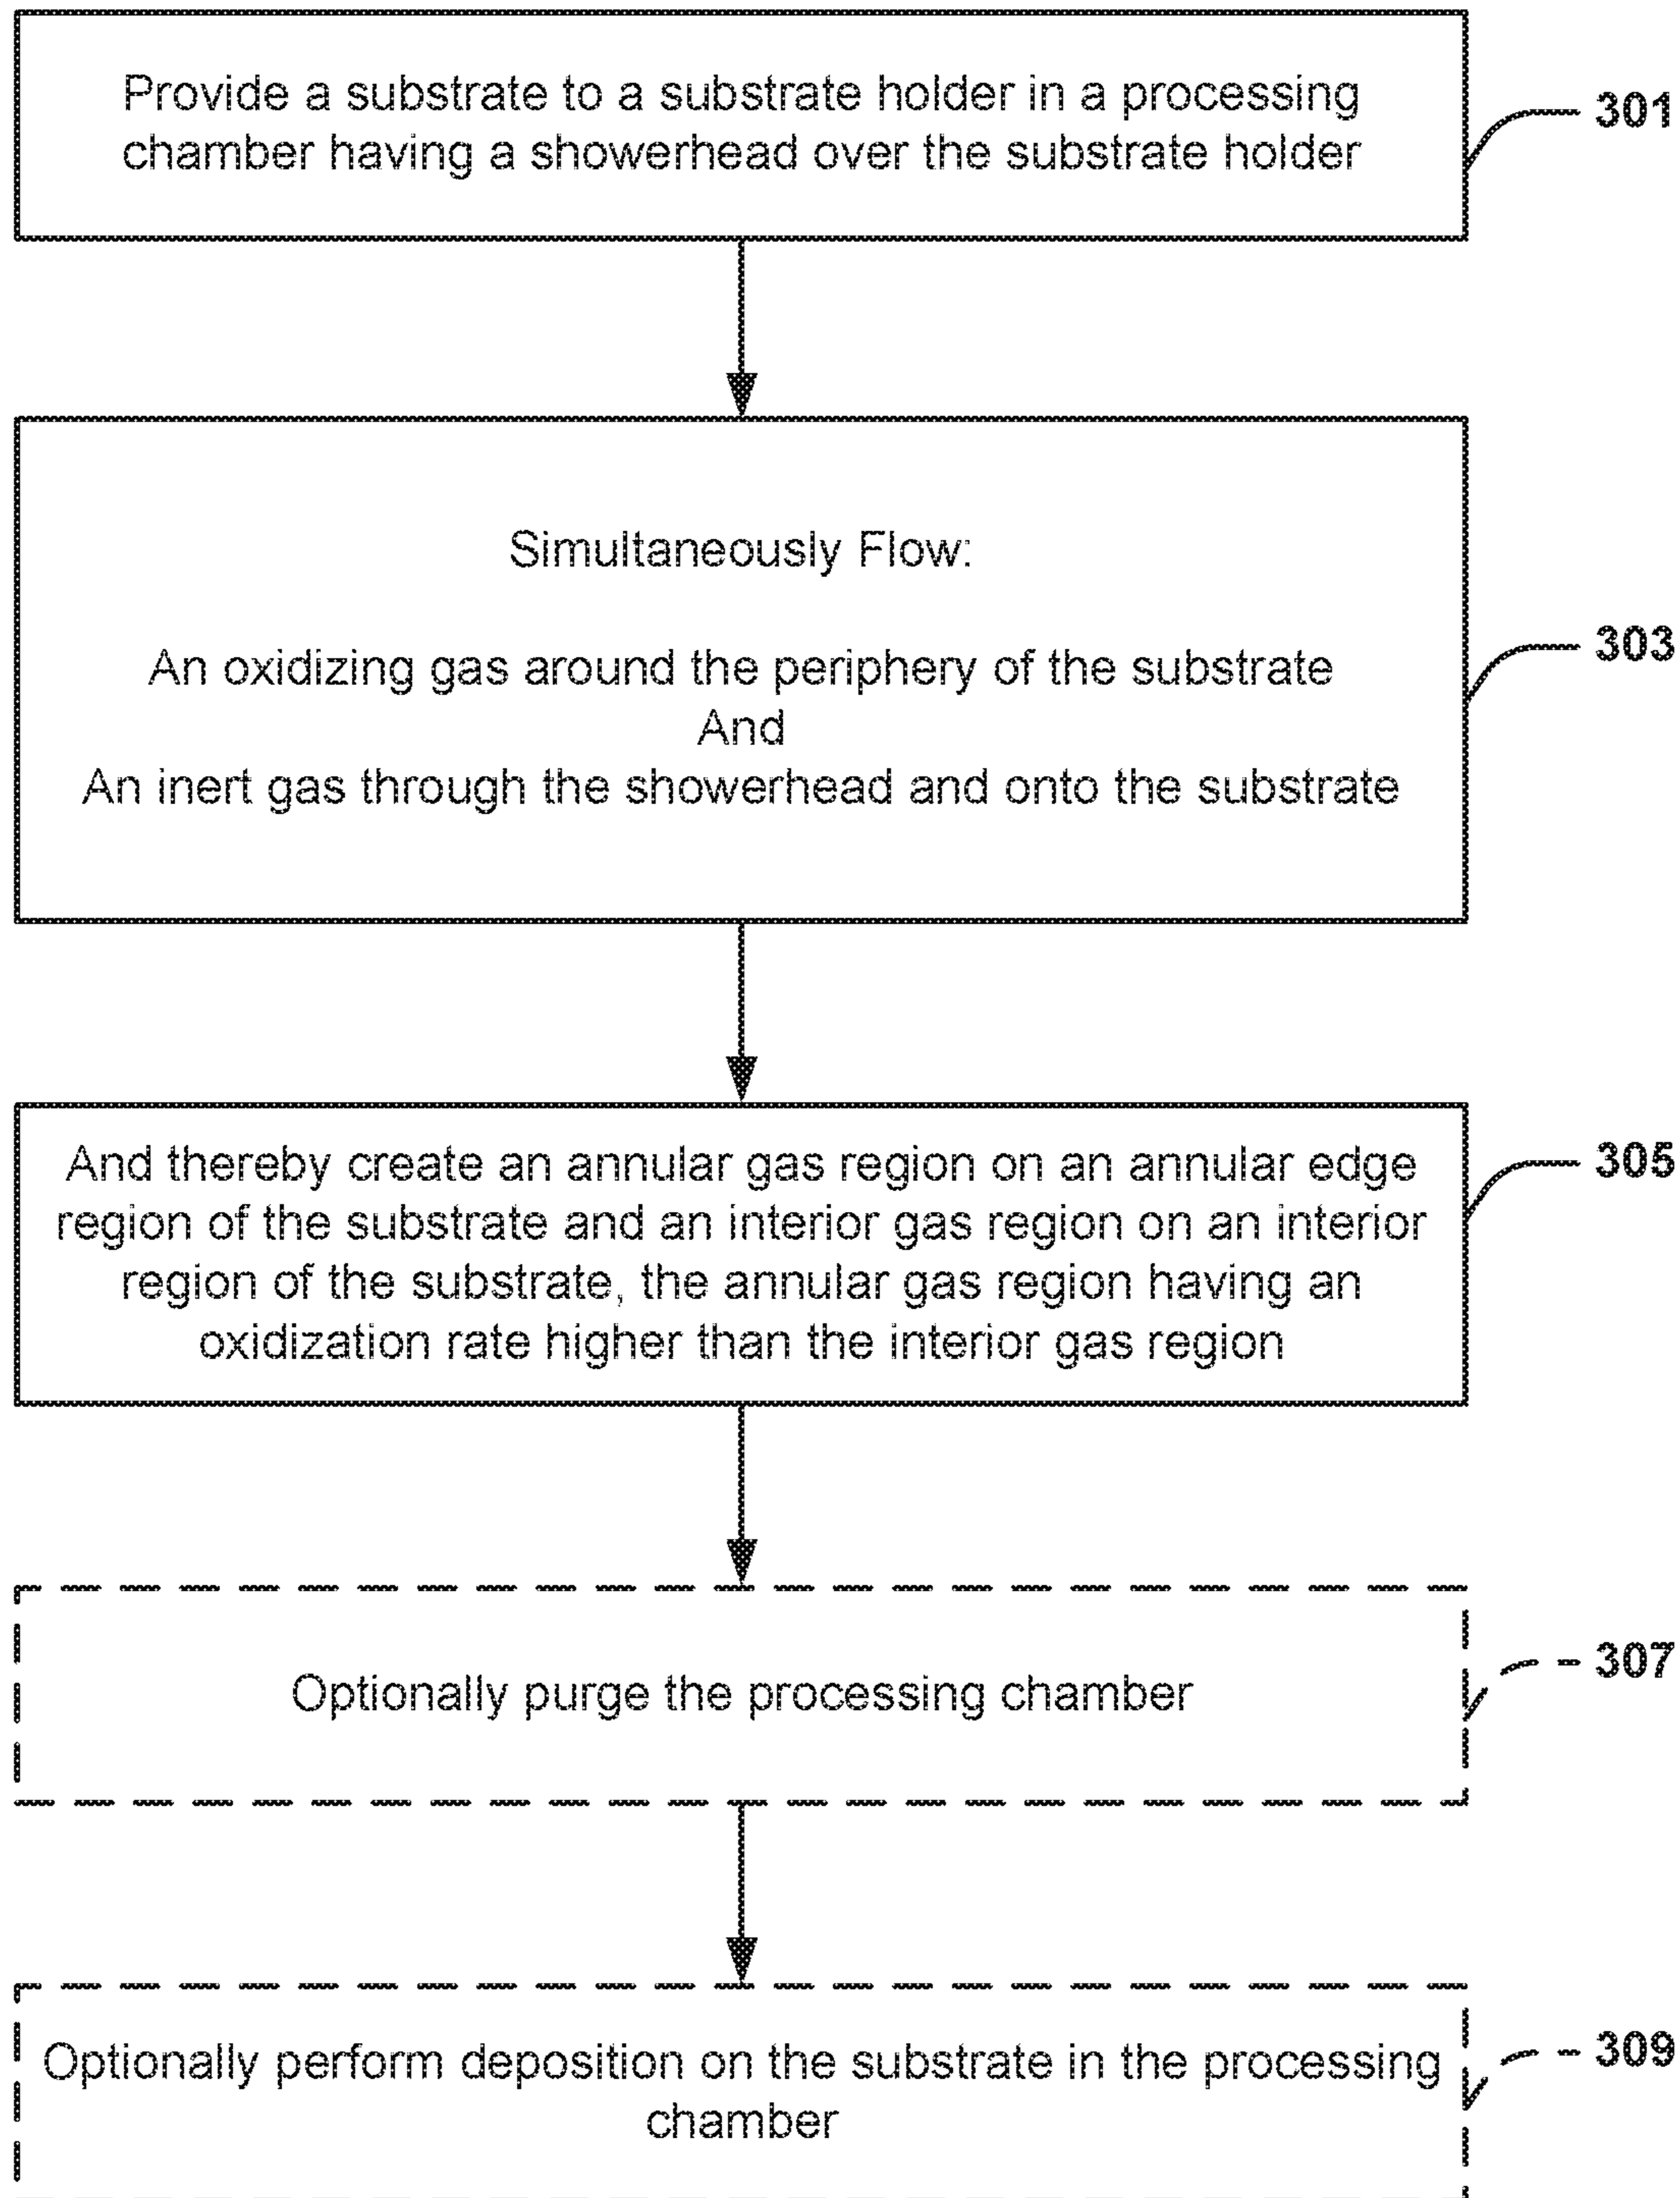 Provide a substrate to a substrate holder in a processing
chamber having a showerhead over the substrate holder
301
Simultaneously Flow:
An oxidizing gas around the periphery of the substrate
And
An inert gas through the showerhead and onto the substrate
303
And thereby create an annular gas region on an annular edge
region of the substrate and an interior gas region on an interior
region of the substrate, the annular gas region having an
oxidization rate higher than the interior gas region
305
Optionally purge the processing chamber
307
Optionally perform deposition on the substrate in the processing
chamber
309